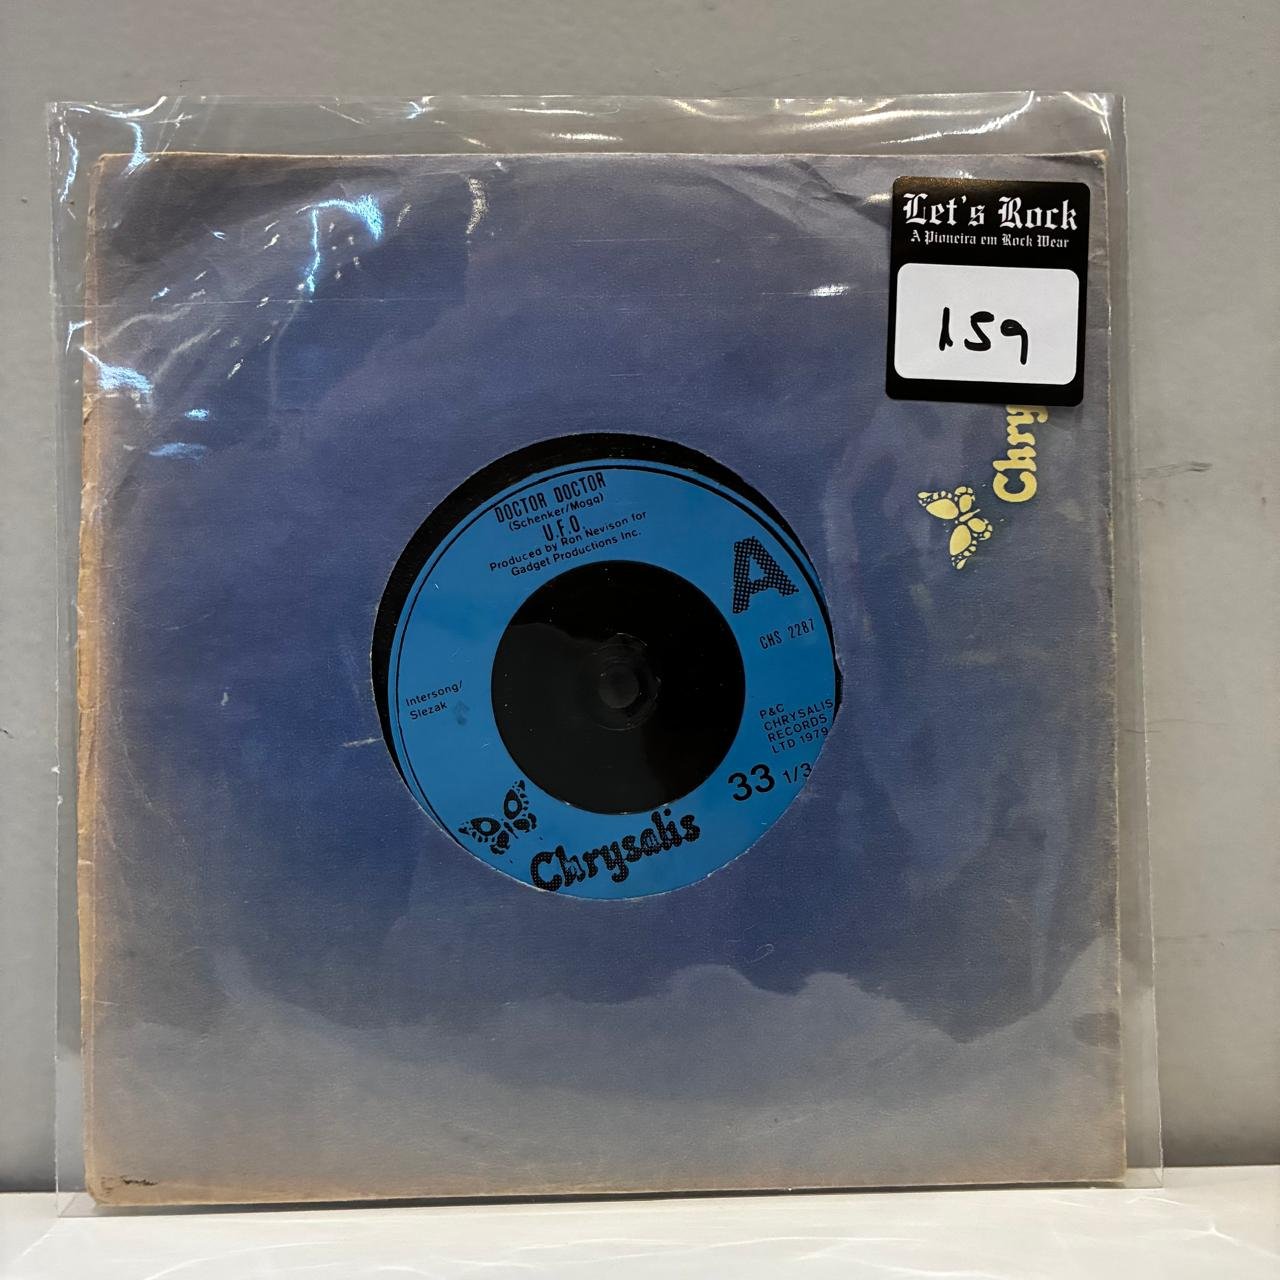 Let's Rock
A Pioneira em Rock Wear
159
Chry
DOCTOR DOCTOR
(Schenker/Mogg)
U.F.O.
Produced by Ron Nevison for
Gadget Productions Inc.
A
CHS 2287
Intersong/
Slezak
P&C
CHRYSALIS
RECORDS
LTD 1979
33 1/3
Chrysalis